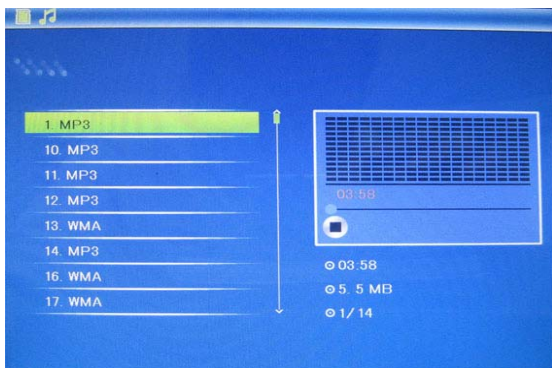 1. MP3
10. MP3
11. MP3
12. MP3
13. WMA
14. MP3
16. WMA
17. WMA
03:58
03:58
5. 5 MB
1/ 14